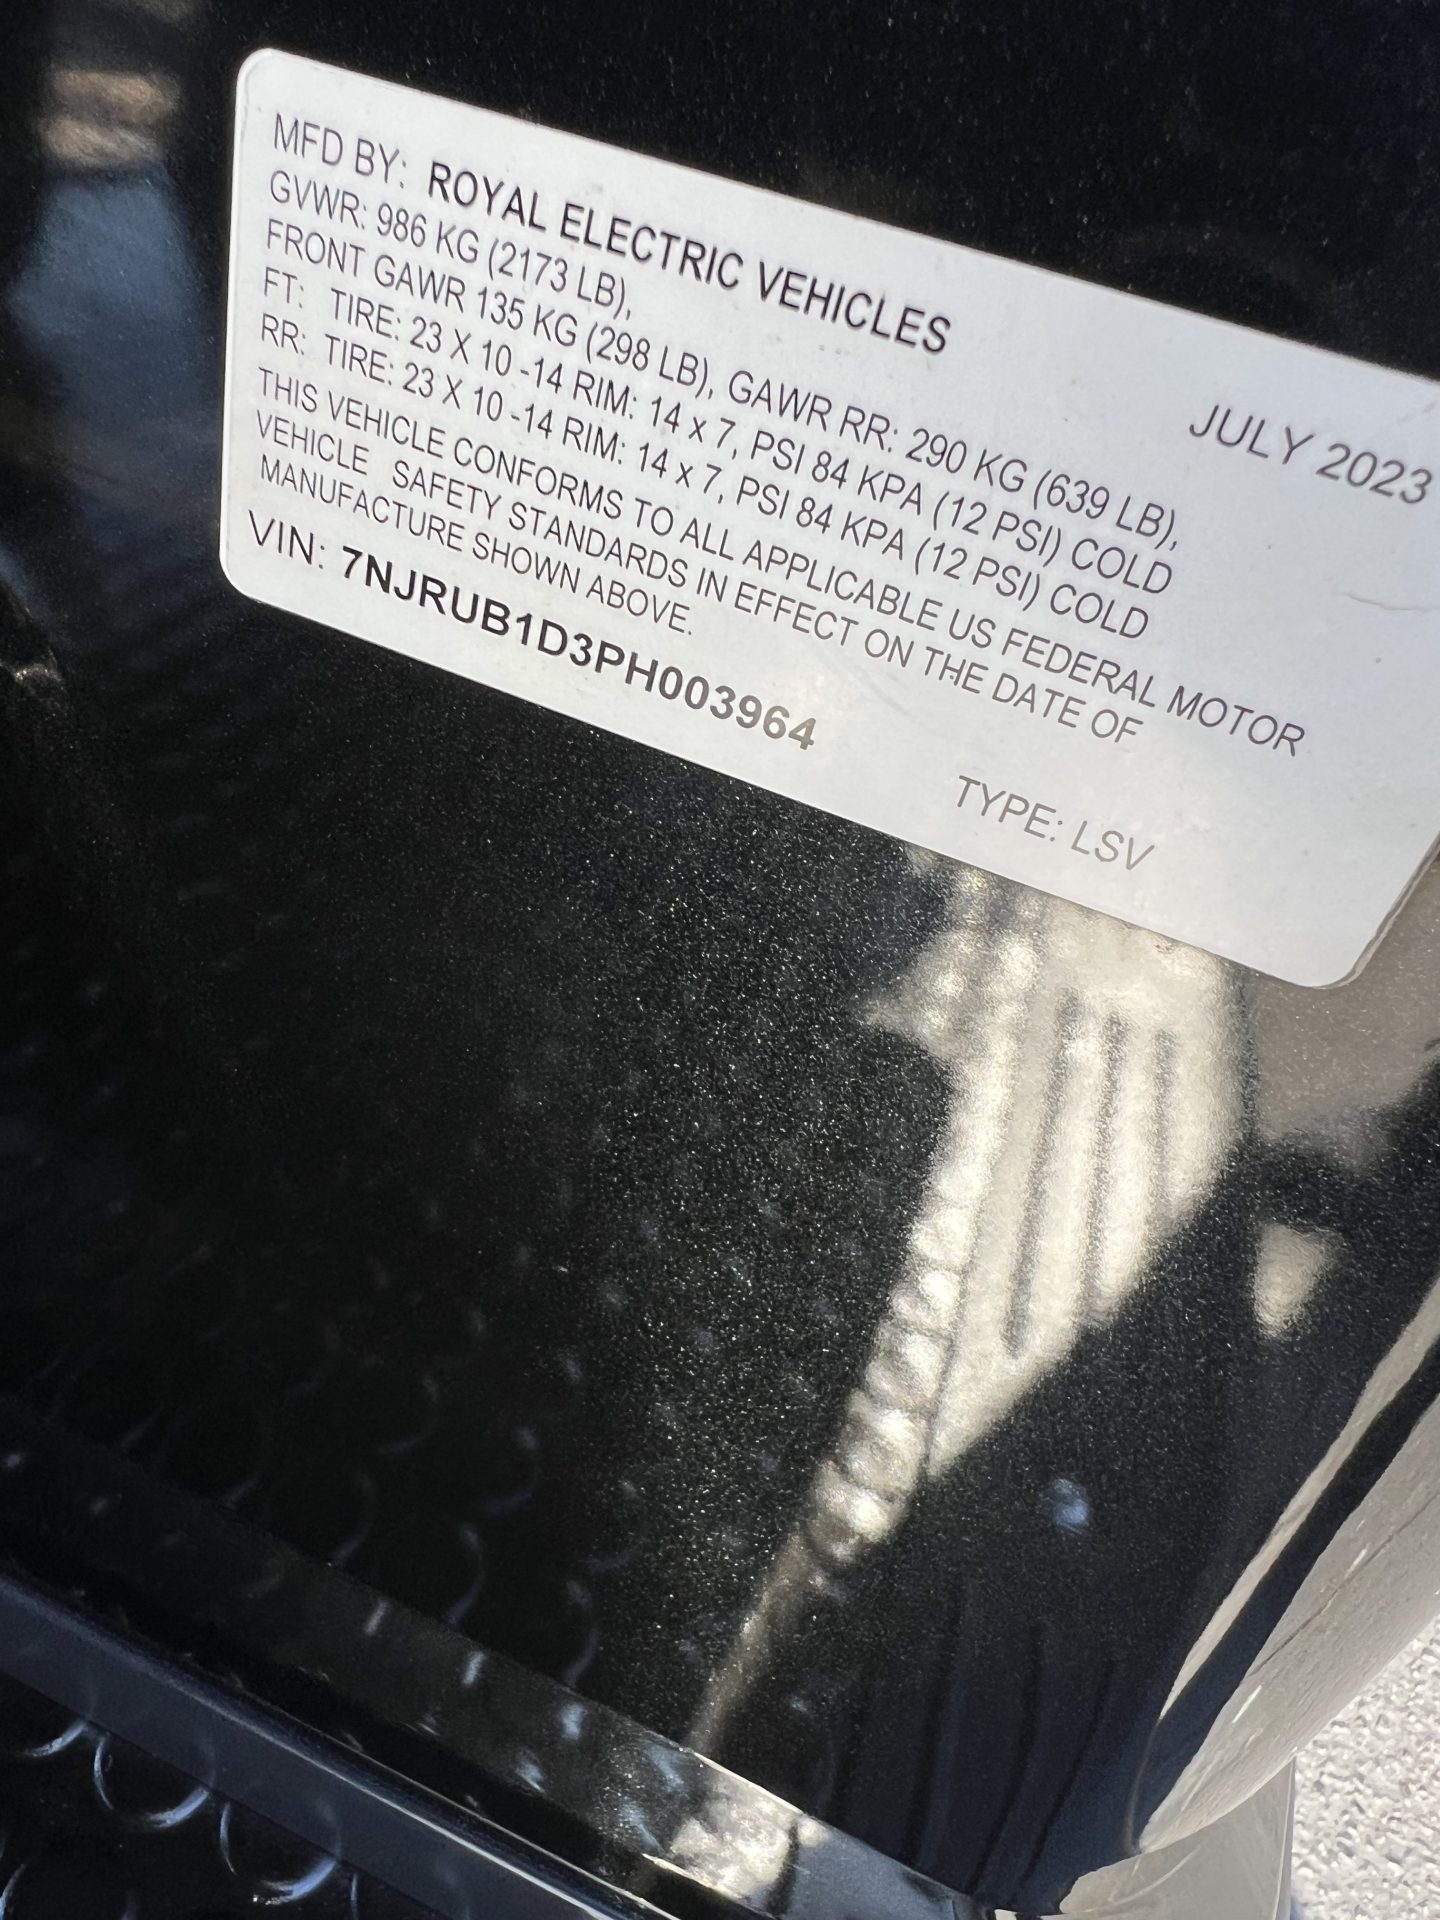 MFD BY: ROYAL ELECTRIC VEHICLES
JULY 2023
GVWR: 986 KG (2173 LB),
FRONT GAWR 135 KG (298 LB), GAWR RR: 290 KG (639 LB),
FT: TIRE: 23 X 10 -14 RIM: 14 x 7, PSI 84 KPA (12 PSI) COLD
RR: TIRE: 23 X 10 -14 RIM: 14 x 7, PSI 84 KPA (12 PSI) COLD
THIS VEHICLE CONFORMS TO ALL APPLICABLE US FEDERAL MOTOR
VEHICLE SAFETY STANDARDS IN EFFECT ON THE DATE OF
MANUFACTURE SHOWN ABOVE.
VIN: 7NJRUB1D3PH003964
TYPE: LSV